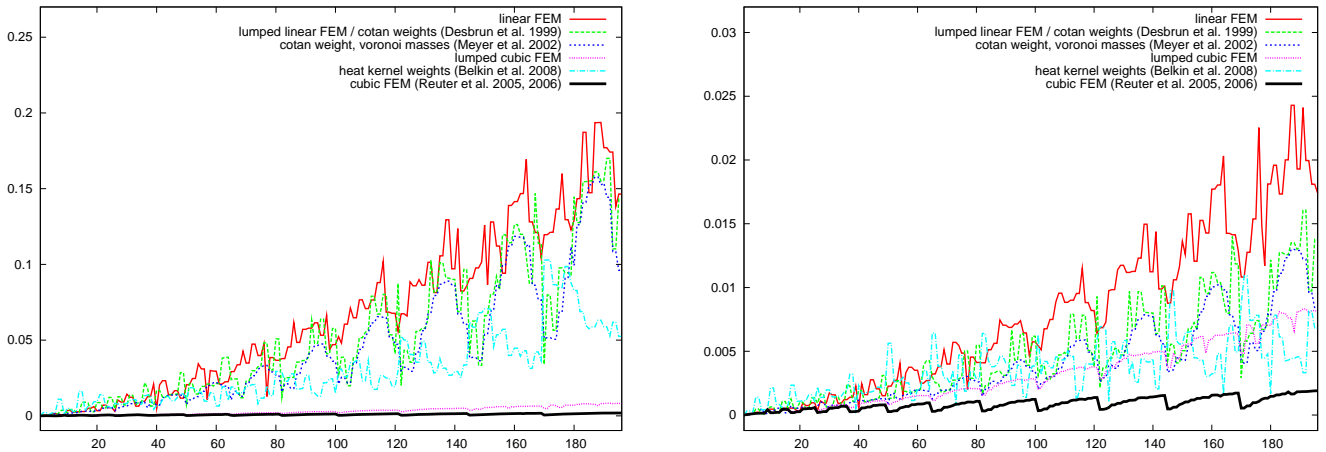 linear FEM
lumped linear FEM / cotan weights (Desbrun et al. 1999)
cotan weight, voronoi masses (Meyer et al. 2002)
lumped cubic FEM
heat kernel weights (Belkin et al. 2008)
cubic FEM (Reuter et al. 2005, 2006)
0.25
0.2
0.15
0.1
0.05
0
20 40 60 80 100 120 140 160 180
linear FEM
lumped linear FEM / cotan weights (Desbrun et al. 1999)
cotan weight, voronoi masses (Meyer et al. 2002)
lumped cubic FEM
heat kernel weights (Belkin et al. 2008)
cubic FEM (Reuter et al. 2005, 2006)
0.03
0.025
0.02
0.015
0.01
0.005
0
20 40 60 80 100 120 140 160 180